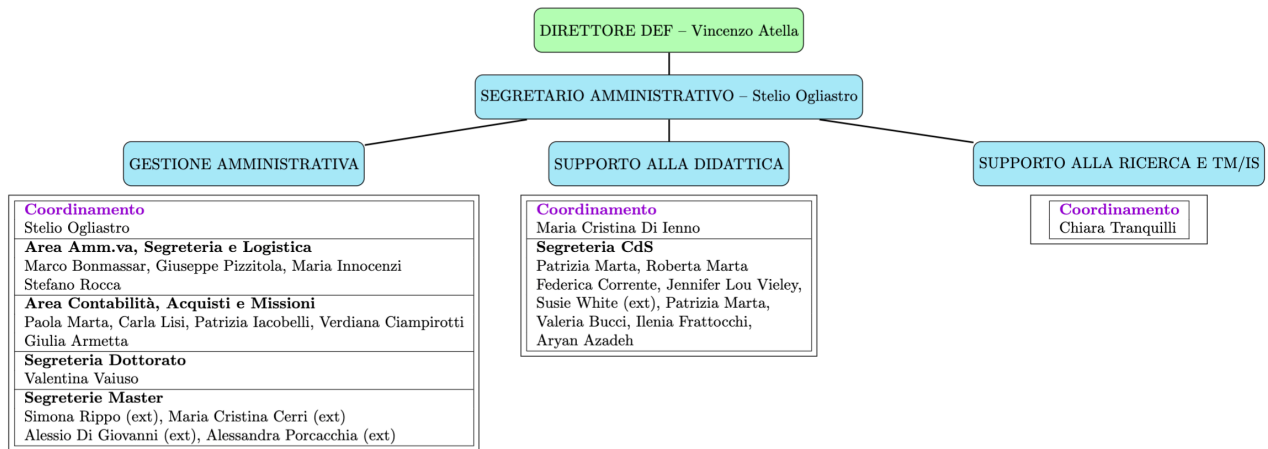 DIRETTORE DEF – Vincenzo Atella
SEGRETARIO AMMINISTRATIVO – Stelio Ogliastro
GESTIONE AMMINISTRATIVA
Coordinamento
Stelio Ogliastro
Area Amm.va, Segreteria e Logistica
Marco Bonmassar, Giuseppe Pizzitola, Maria Innocenzi
Stefano Rocca
Area Contabilità, Acquisti e Missioni
Paola Marta, Carla Lisi, Patrizia Iacobelli, Verdiana Ciampirotti
Giulia Armetta
Segreteria Dottorato
Valentina Vaiuso
Segreterie Master
Simona Rippo (ext), Maria Cristina Cerri (ext)
Alessio Di Giovanni (ext), Alessandra Porcacchia (ext)
SUPPORTO ALLA DIDATTICA
Coordinamento
Maria Cristina Di Ienno
Segreteria CdS
Patrizia Marta, Roberta Marta
Federica Corrente, Jennifer Lou Vieley,
Susie White (ext), Patrizia Marta,
Valeria Bucci, Ilenia Frattocchi,
Aryan Azadeh
SUPPORTO ALLA RICERCA E TM/IS
Coordinamento
Chiara Tranquilli